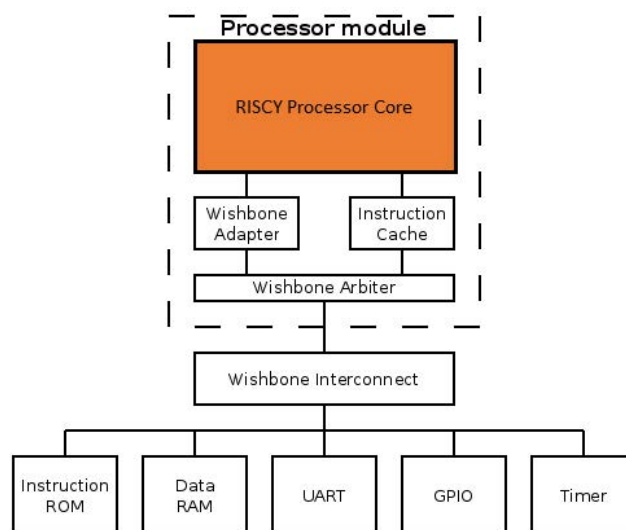 Processor module
RISCY Processor Core
Wishbone
Adapter
Instruction
Cache
Wishbone Arbiter
Wishbone Interconnect
Instruction
ROM
Data
RAM
UART
GPIO
Timer